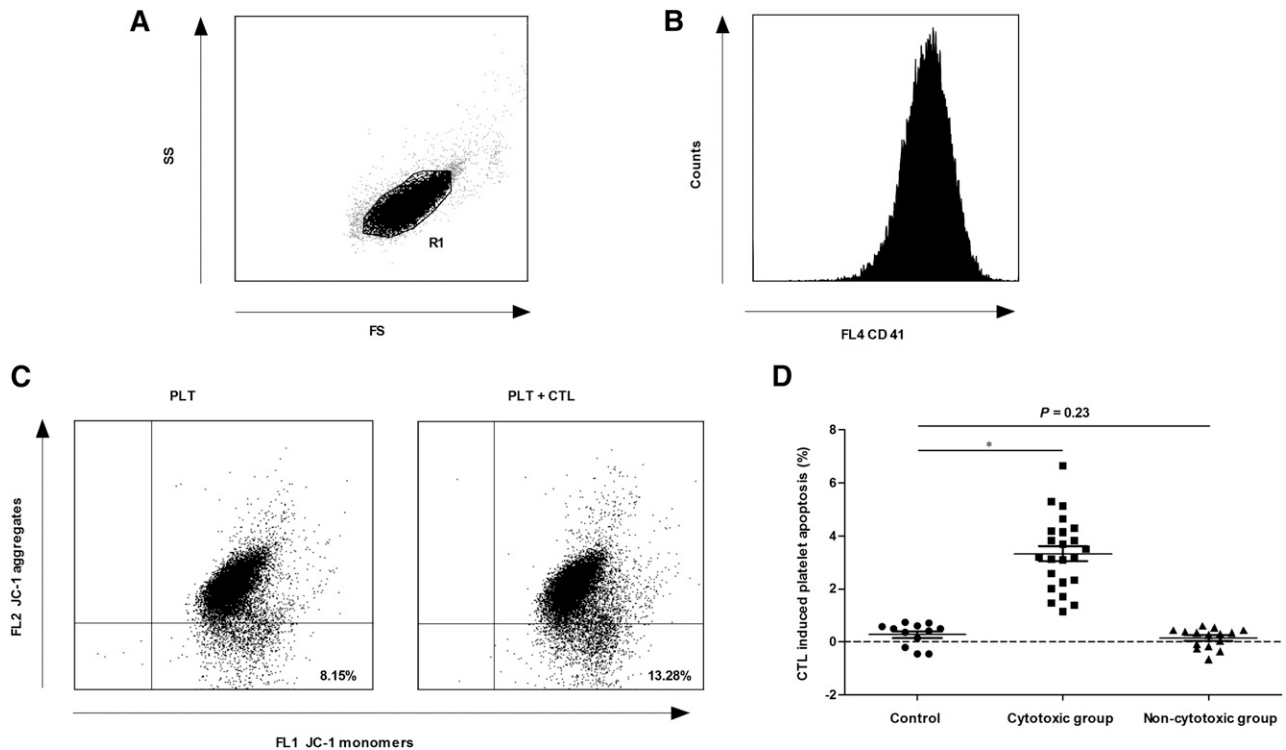 A
SS
R1
FS
B
Counts
FL4 CD 41
C
PLT
PLT + CTL
FL2 JC-1 aggregates
8.15%
13.28%
FL1 JC-1 monomers
D
P = 0.23
*
CTL induced platelet apoptosis (%)
8
6
4
2
0
-2
Control
Cytotoxic group
Non-cytotoxic group